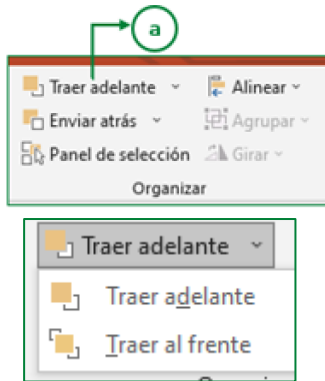 a
Traer adelante Alinear
Enviar atrás Agrupar
Panel de selección Girar
Organizar
Traer adelante
Traer adelante
Traer al frente